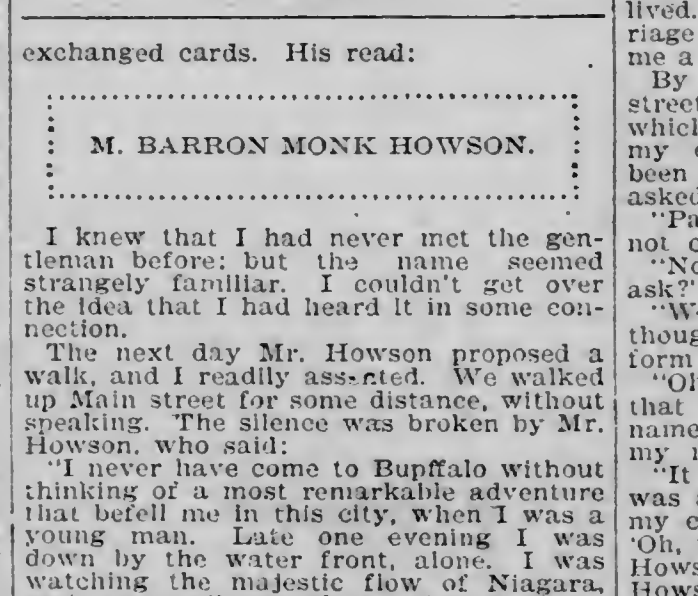 exchanged cards. His read:
M. BARRON MONK HOWSON.
I knew that I had never met the gen-
tleman before: but the name seemed
strangely familiar. I couldn't get over
the idea that I had heard it in some con-
nection.
The next day Mr. Howson proposed a
walk, and I readily assented. We walked
up Main street for some distance, without
speaking. The silence was broken by Mr.
Howson. who said:
"I never have come to Bupffalo without
thinking of a most remarkable adventure
that befell me in this city, when I was a
young man. Late one evening I was
down by the water front, alone. I was
watching the majestic flow of Niagara,
lived.
riage
me a
By
street
which
my
been
asked
"Pa
not
"No
ask?"
"W
though
form
"Oh
that
name
my
"It
was
my
'Oh,
Hows
Hows